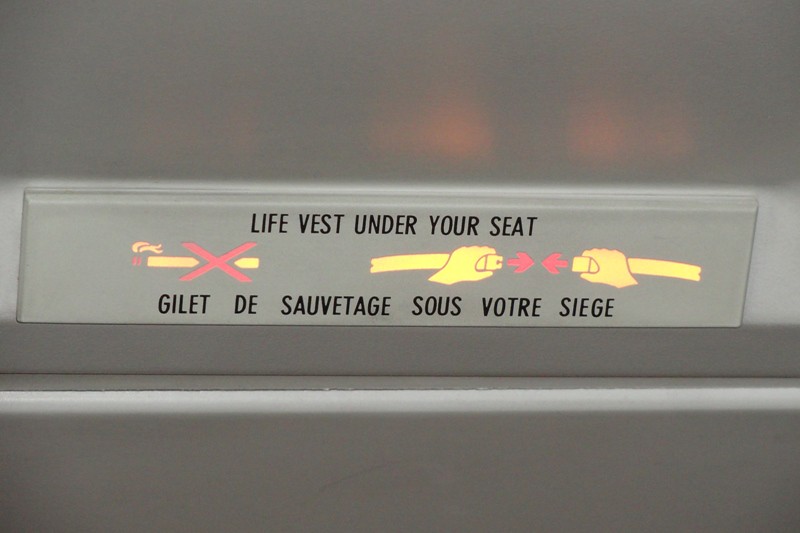 LIFE VEST UNDER YOUR SEAT
GILET DE SAUVETAGE SOUS VOTRE SIEGE